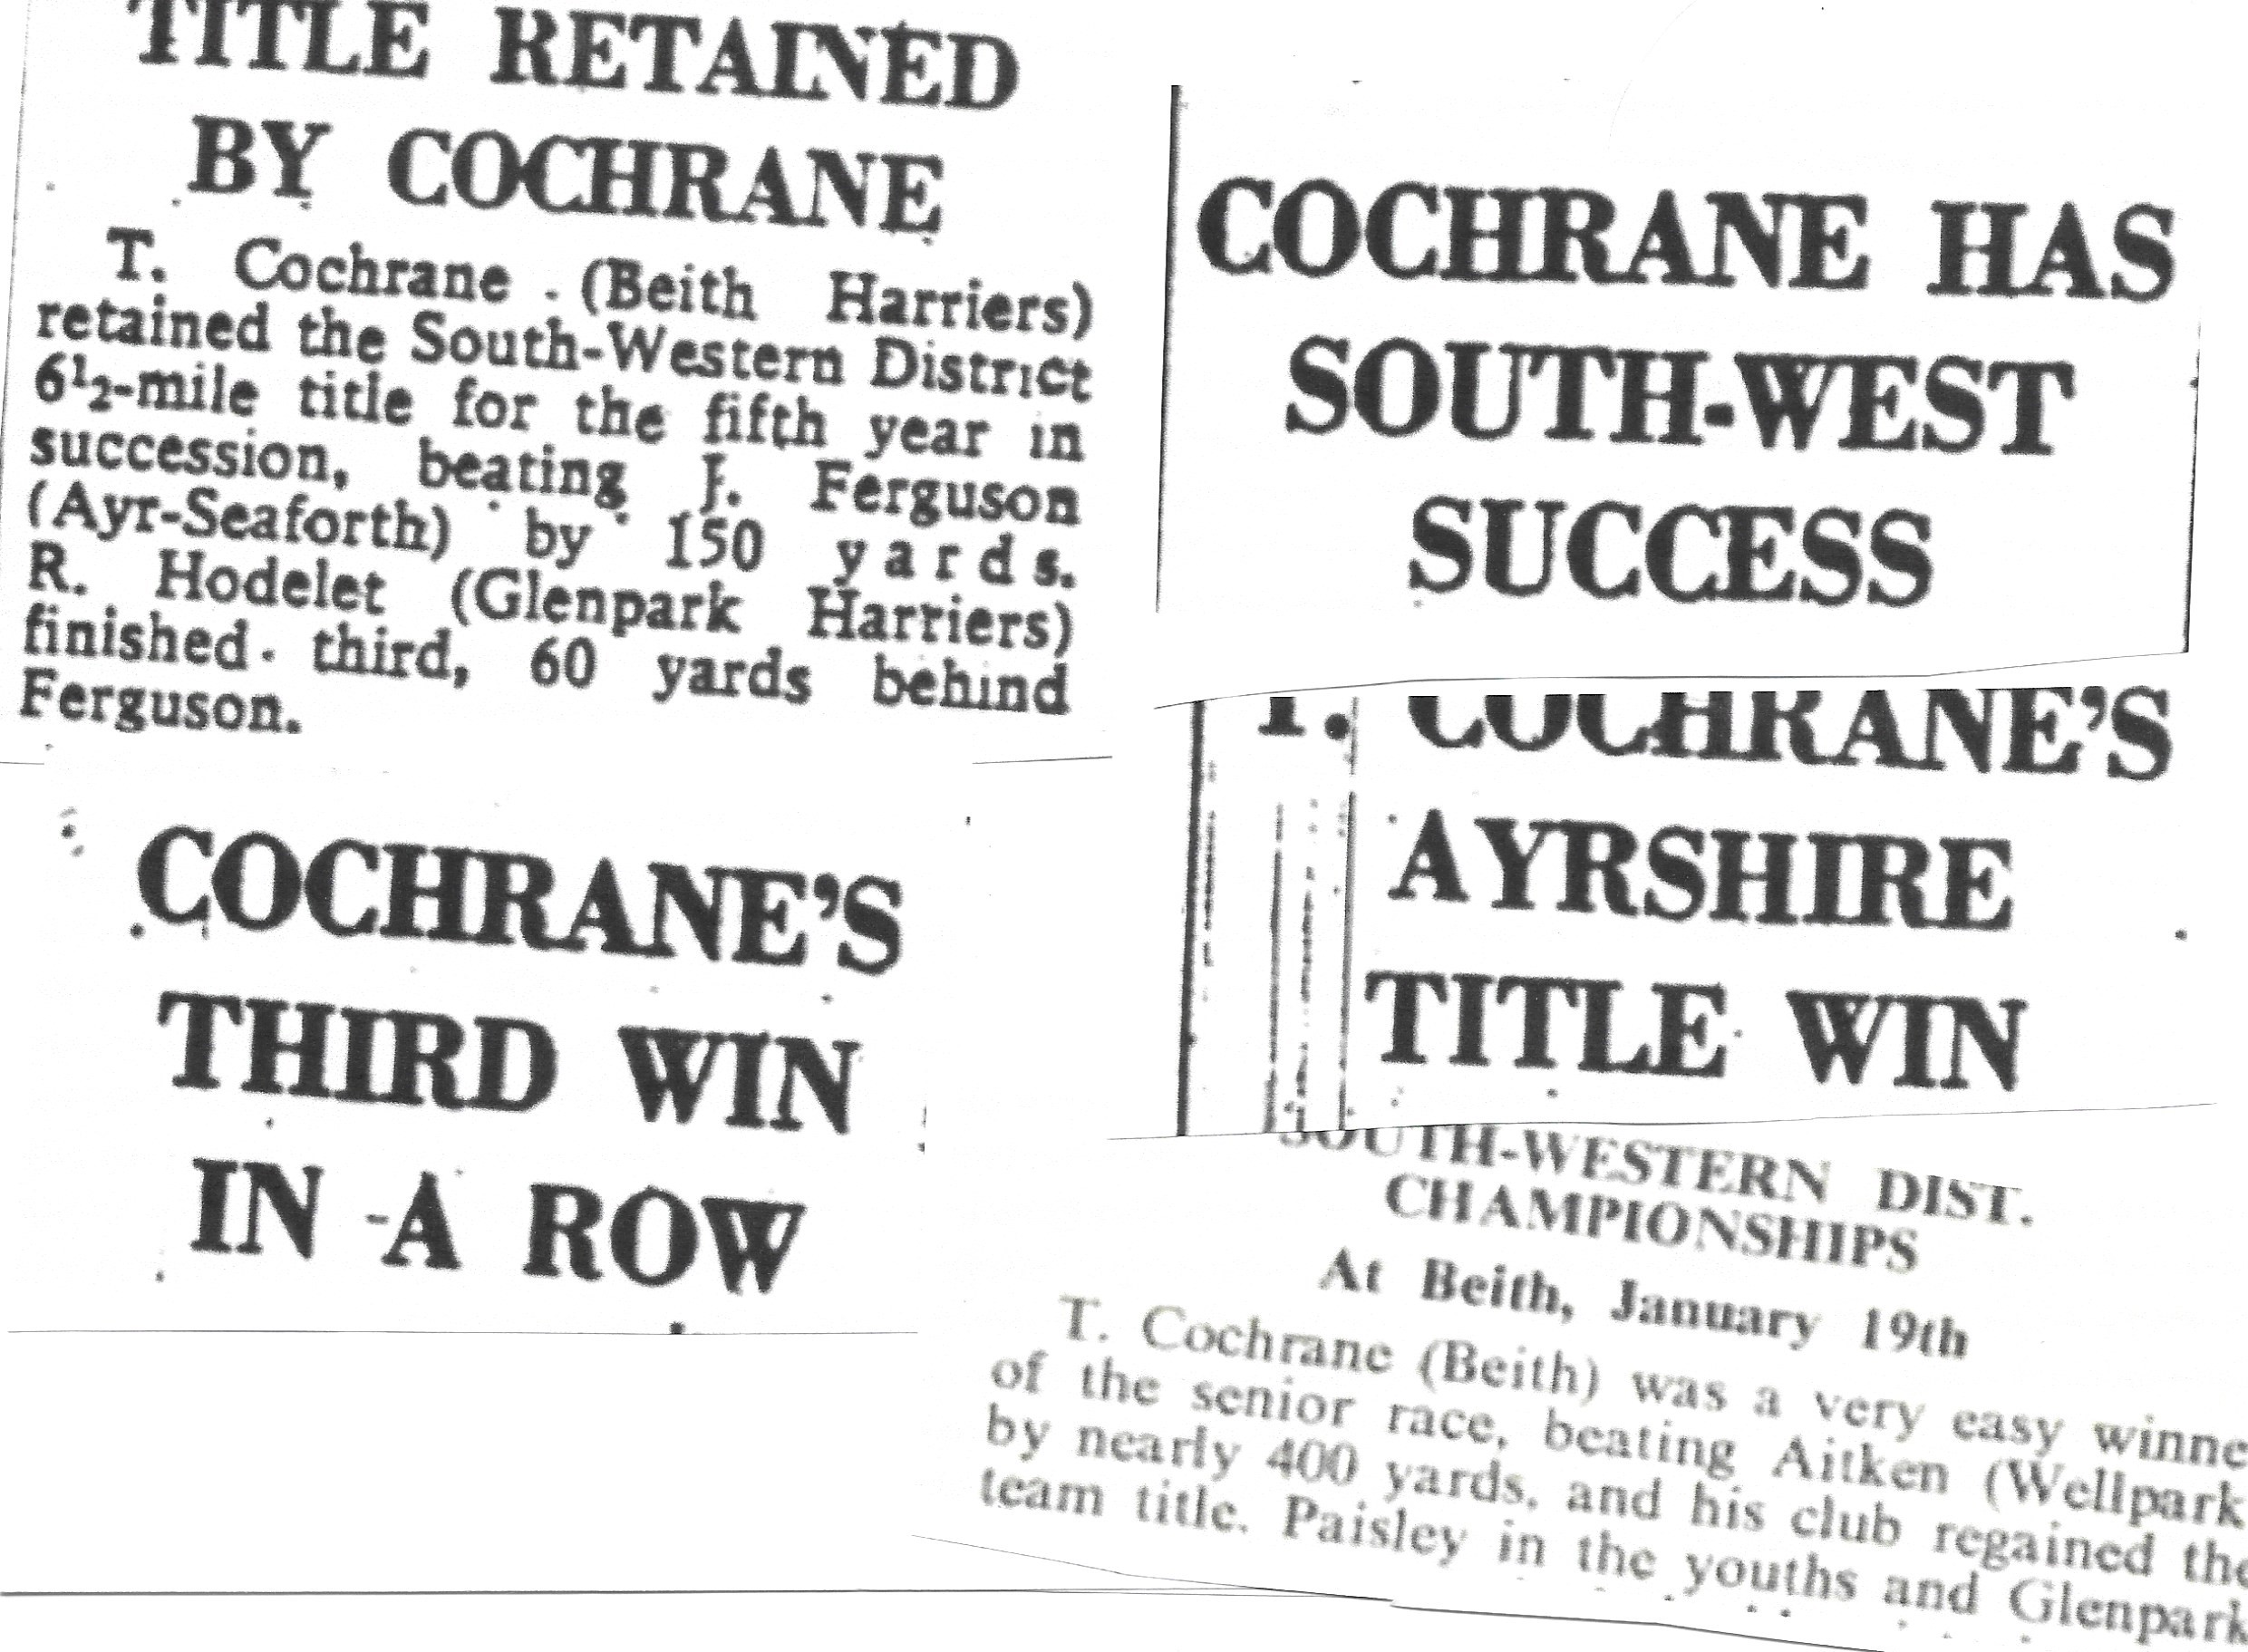 TITLE RETAINED
BY COCHRANE
T. Cochrane (Beith Harriers)
retained the South-Western District
6½-mile title for the fifth year in
succession, beating J. Ferguson
(Ayr-Seaforth) by 150 yards.
R. Hodelet (Glenpark Harriers)
finished third, 60 yards behind
Ferguson.
COCHRANE'S
THIRD WIN
IN A ROW
COCHRANE HAS
SOUTH-WEST
SUCCESS
T. COCHRANE'S
AYRSHIRE
TITLE WIN
SOUTH-WESTERN DIST.
CHAMPIONSHIPS
At Beith, January 19th
T. Cochrane (Beith) was a very easy winne
of the senior race, beating Aitken (Wellpark
by nearly 400 yards, and his club regained the
team title. Paisley in the youths and Glenpark